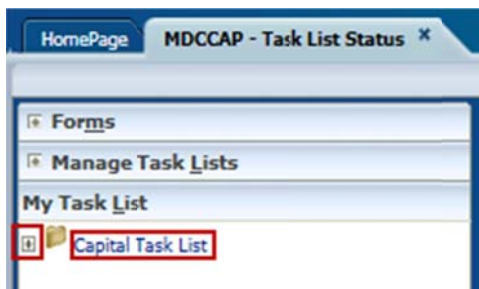 HomePage MDCCAP - Task List Status ×
Forms
Manage Task Lists
My Task List
Capital Task List